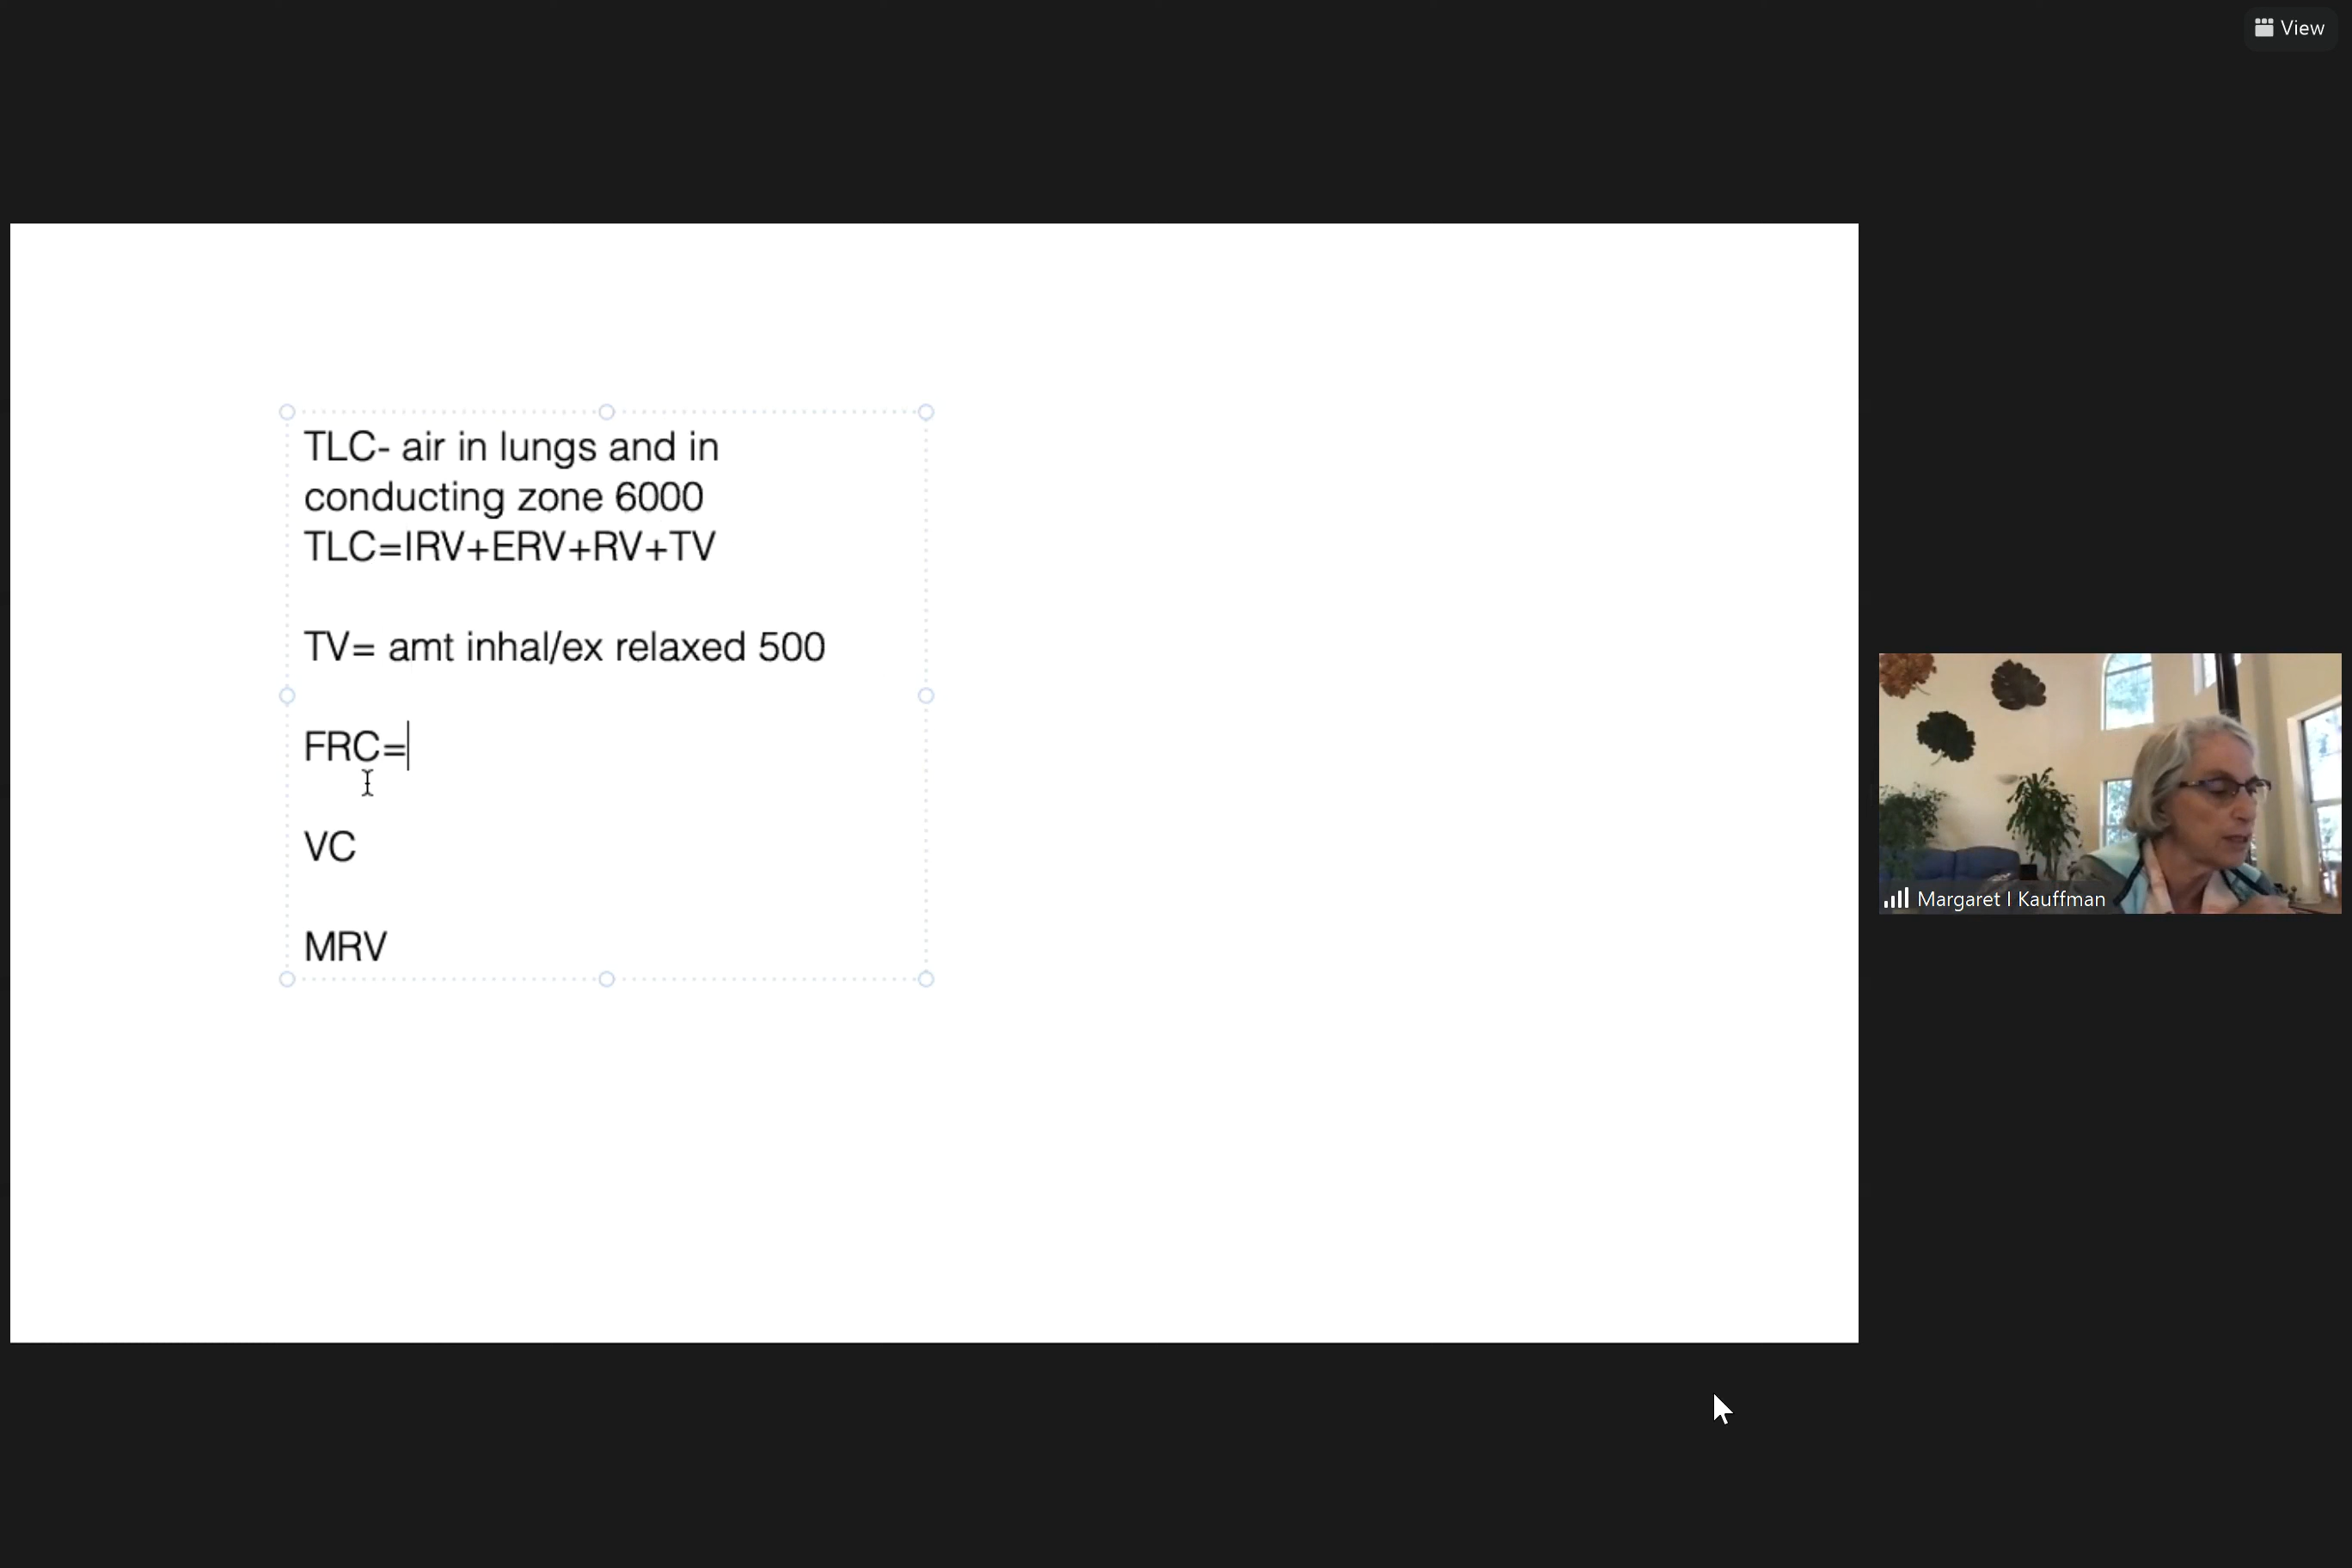 View
TLC- air in lungs and in
conducting zone 6000
TLC=IRV+ERV+RV+TV
TV= amt inhal/ex relaxed 500
FRC=
VC
MRV
Margaret I Kauffman